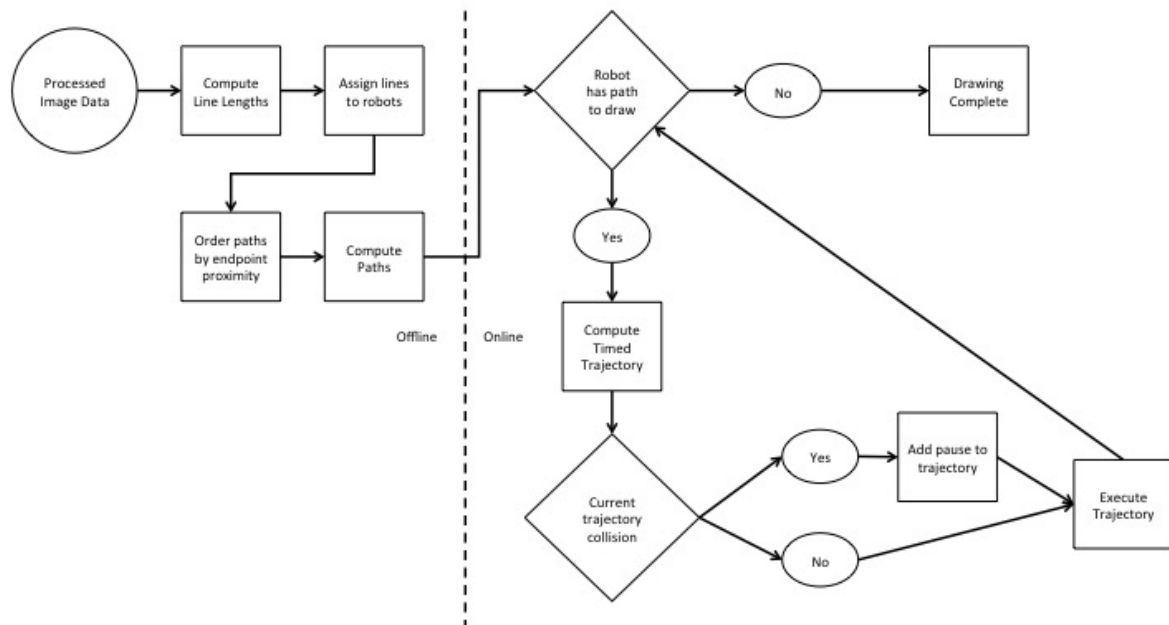 Processed
Image Data
Compute
Line Lengths
Assign lines
to robots
Order paths
by endpoint
proximity
Compute
Paths
Offline
Online
Robot
has path
to draw
No
Drawing
Complete
Yes
Compute
Timed
Trajectory
Current
trajectory
collision
Yes
Add pause to
trajectory
No
Execute
Trajectory